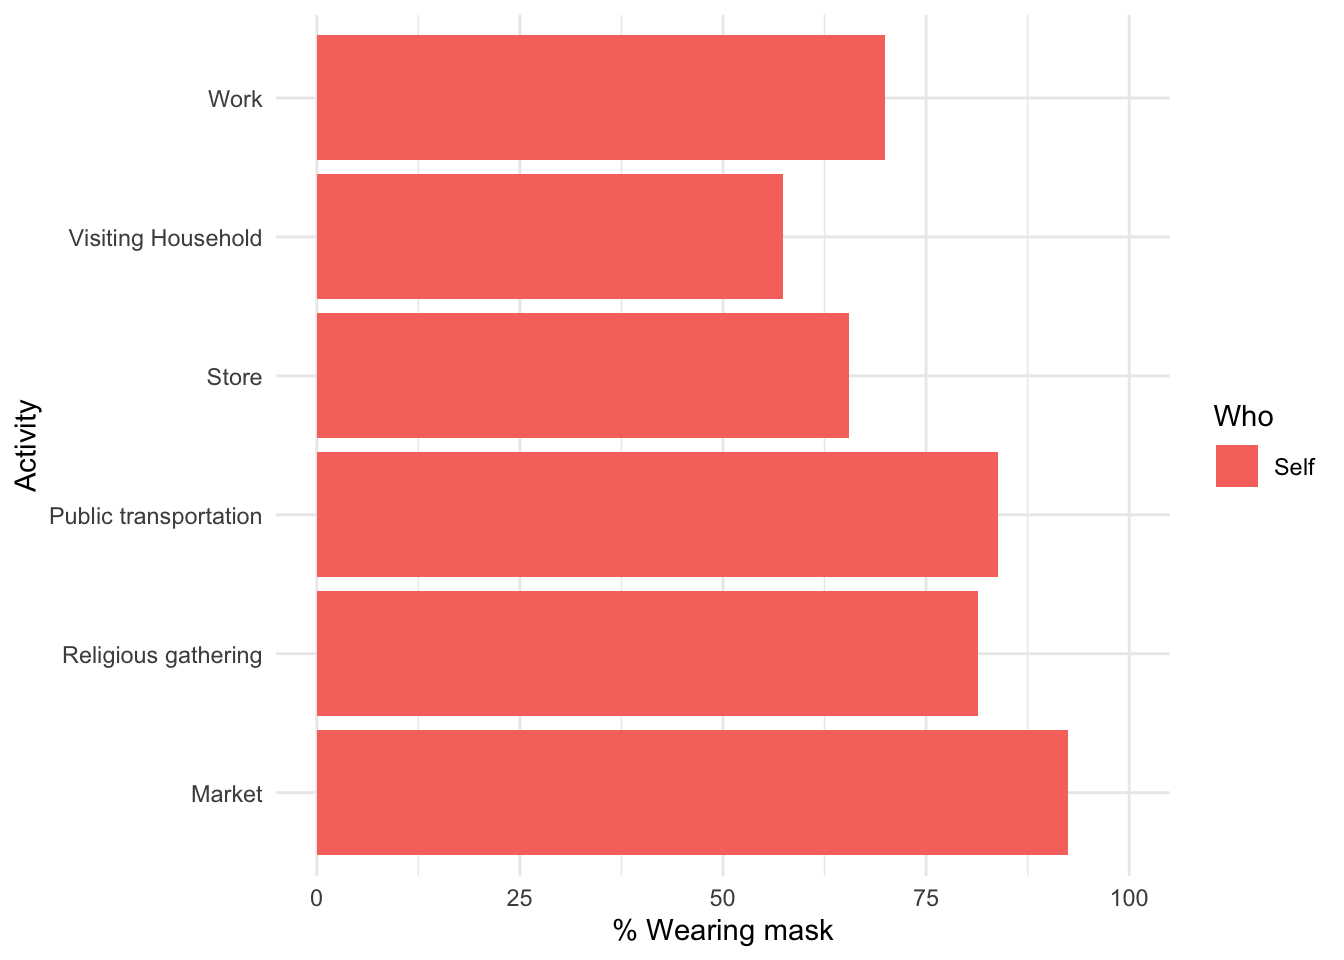 Work
Visiting Household
Store
Public transportation
Religious gathering
Market
Activity
0 25 50 75 100
% Wearing mask
Who
Self